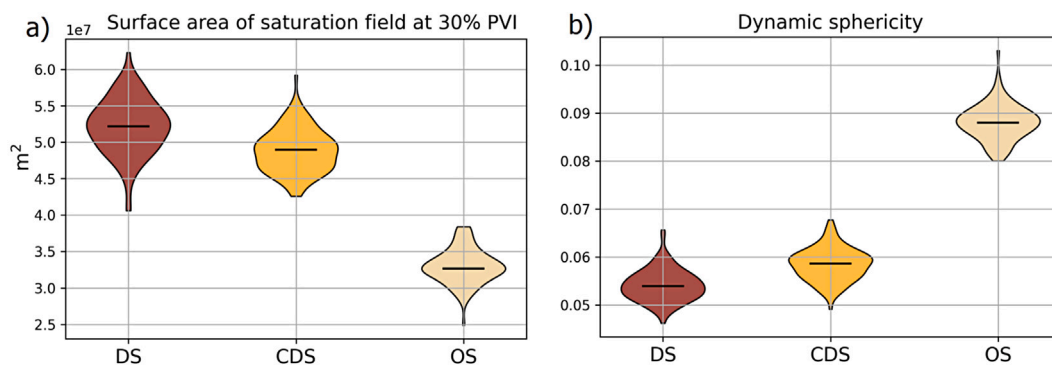 a) Surface area of saturation field at 30% PVI
1e7
6.0
5.5
5.0
4.5
4.0
3.5
3.0
2.5
m²
DS CDS OS
b) Dynamic sphericity
0.10
0.09
0.08
0.07
0.06
0.05
DS CDS OS